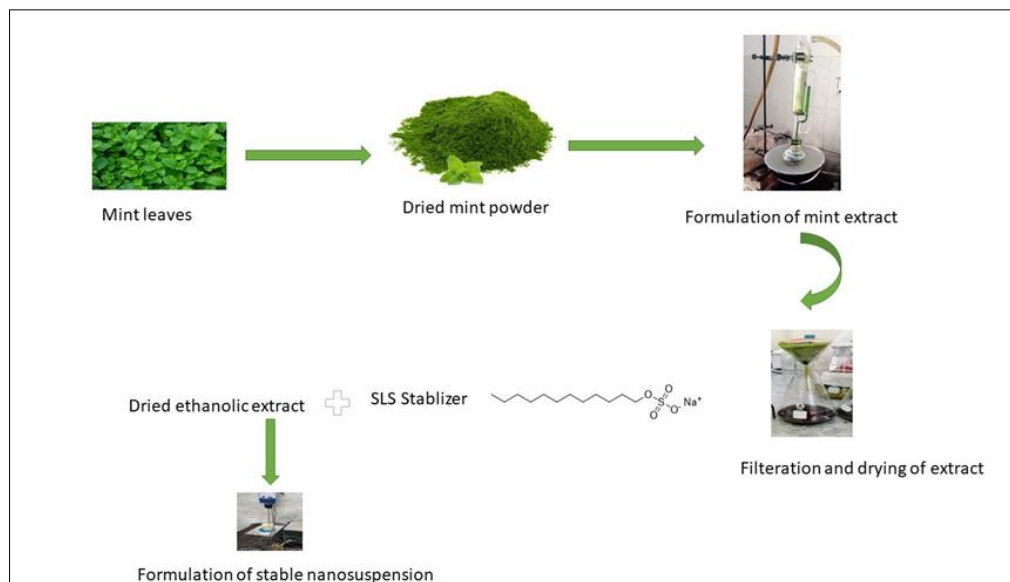 Mint leaves
Dried mint powder
Formulation of mint extract
Filteration and drying of extract
Dried ethanolic extract
SLS Stablizer
O
S
O
O
O-
Na+
Formulation of stable nanosuspension